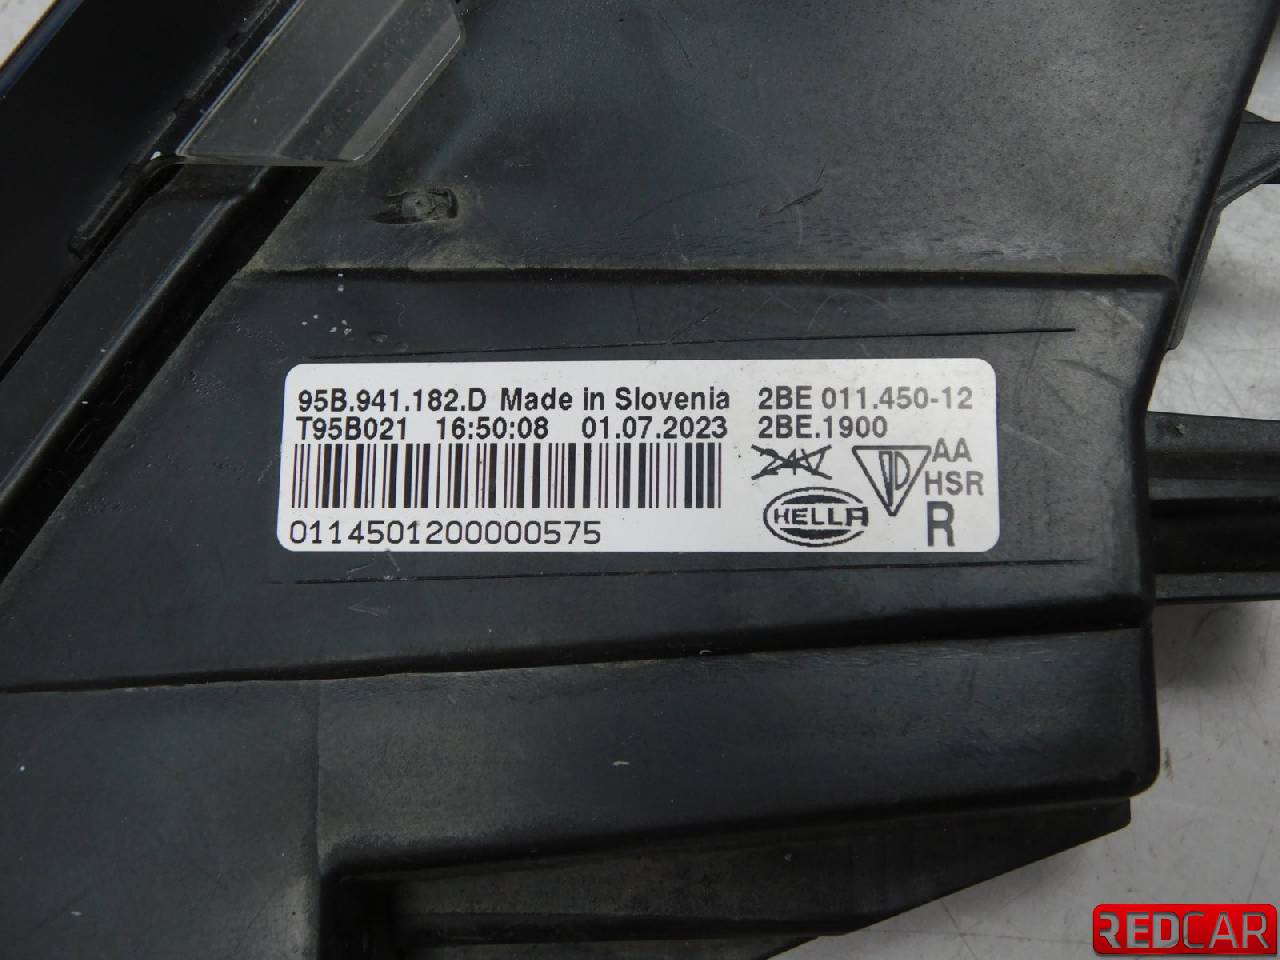 95B.941.182.D Made in Slovenia 2BE 011.450-12
T95B021 16:50:08 01.07.2023 2BE.1900
24V
AA
HSR
HELLA
R
0114501200000575
REDCAR